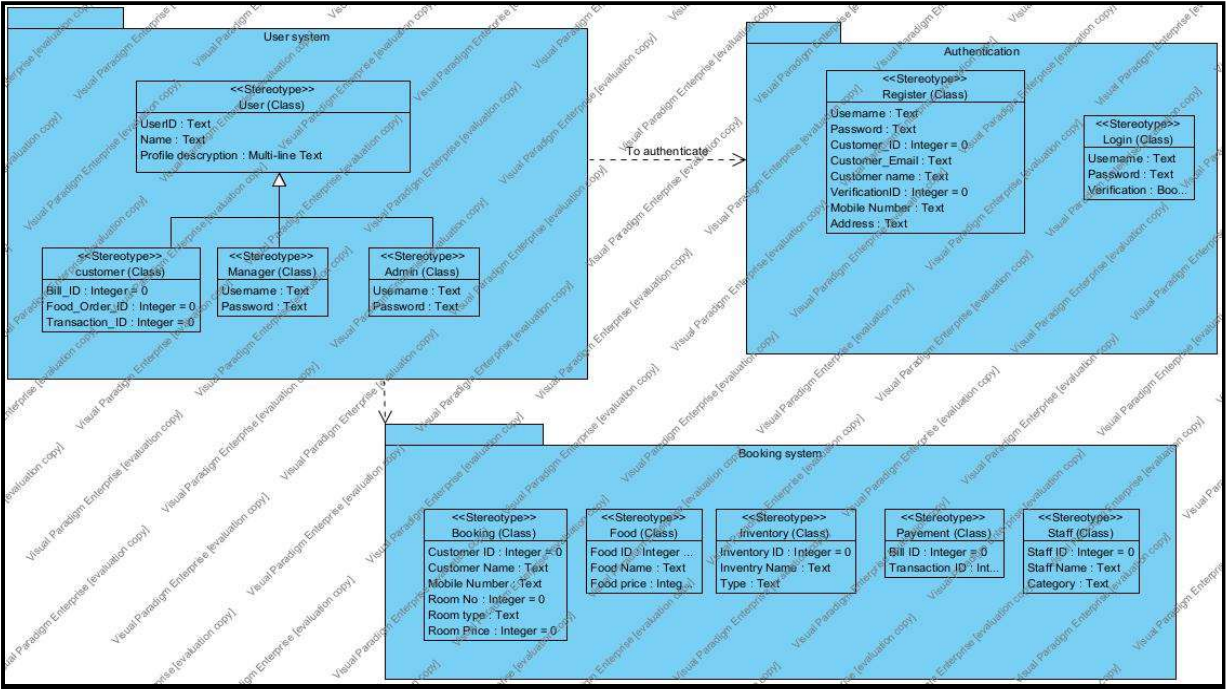 User system
<<Stereotype>>
User (Class)
UserID : Text
Name : Text
Profile descryption : Multi-line Text
<<Stereotype>>
customer (Class)
Bill_ID : Integer = 0
Food_Order_ID : Integer = 0
Transaction_ID : Integer = 0
<<Stereotype>>
Manager (Class)
Username : Text
Password : Text
<<Stereotype>>
Admin (Class)
Username : Text
Password : Text
To authenticate
Authentication
<<Stereotype>>
Register (Class)
Username : Text
Password : Text
Customer_ID : Integer = 0
Customer_Email : Text
Customer name : Text
VerificationID : Integer = 0
Mobile Number : Text
Address : Text
<<Stereotype>>
Login (Class)
Username : Text
Password : Text
Verification : Boo...
Booking system
<<Stereotype>>
Booking (Class)
Customer ID : Integer = 0
Customer Name : Text
Mobile Number : Text
Room No : Integer = 0
Room type : Text
Room Price : Integer = 0
<<Stereotype>>
Food (Class)
Food ID : Integer ...
Food Name : Text
Food price : Integ...
<<Stereotype>>
Inventory (Class)
Inventory ID : Integer = 0
Inventry Name : Text
Type : Text
<<Stereotype>>
Payement (Class)
Bill ID : Integer = 0
Transaction_ID : Int...
<<Stereotype>>
Staff (Class)
Staff ID : Integer = 0
Staff Name : Text
Category : Text
Visual Paradigm Enterprise [evaluation copy]